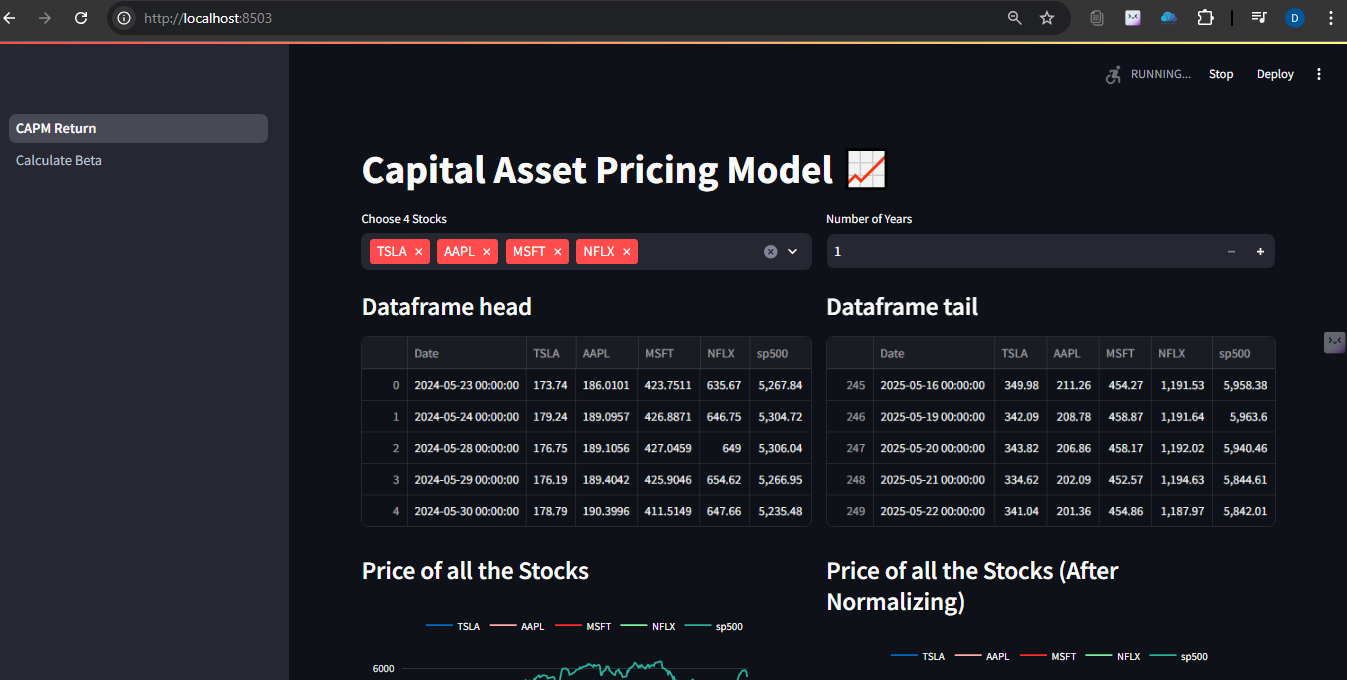 http://localhost:8503
D
RUNNING... Stop Deploy
CAPM Return
Calculate Beta
Capital Asset Pricing Model
Choose 4 Stocks
TSLA AAPL MSFT NFLX
Number of Years
1
Dataframe head
Date TSLA AAPL MSFT NFLX sp500
0 2024-05-23 00:00:00 173.74 186.0101 423.7511 635.67 5,267.84
1 2024-05-24 00:00:00 179.24 189.0957 426.8871 646.75 5,304.72
2 2024-05-28 00:00:00 176.75 189.1056 427.0459 649 5,306.04
3 2024-05-29 00:00:00 176.19 189.4042 425.9046 654.62 5,266.95
4 2024-05-30 00:00:00 178.79 190.3996 411.5149 647.66 5,235.48
Dataframe tail
Date TSLA AAPL MSFT NFLX sp500
245 2025-05-16 00:00:00 349.98 211.26 454.27 1,191.53 5,958.38
246 2025-05-19 00:00:00 342.09 208.78 458.87 1,191.64 5,963.6
247 2025-05-20 00:00:00 343.82 206.86 458.17 1,192.02 5,940.46
248 2025-05-21 00:00:00 334.62 202.09 452.57 1,194.63 5,844.61
249 2025-05-22 00:00:00 341.04 201.36 454.86 1,187.97 5,842.01
Price of all the Stocks
TSLA AAPL MSFT NFLX sp500
6000
Price of all the Stocks (After
Normalizing)
TSLA AAPL MSFT NFLX sp500